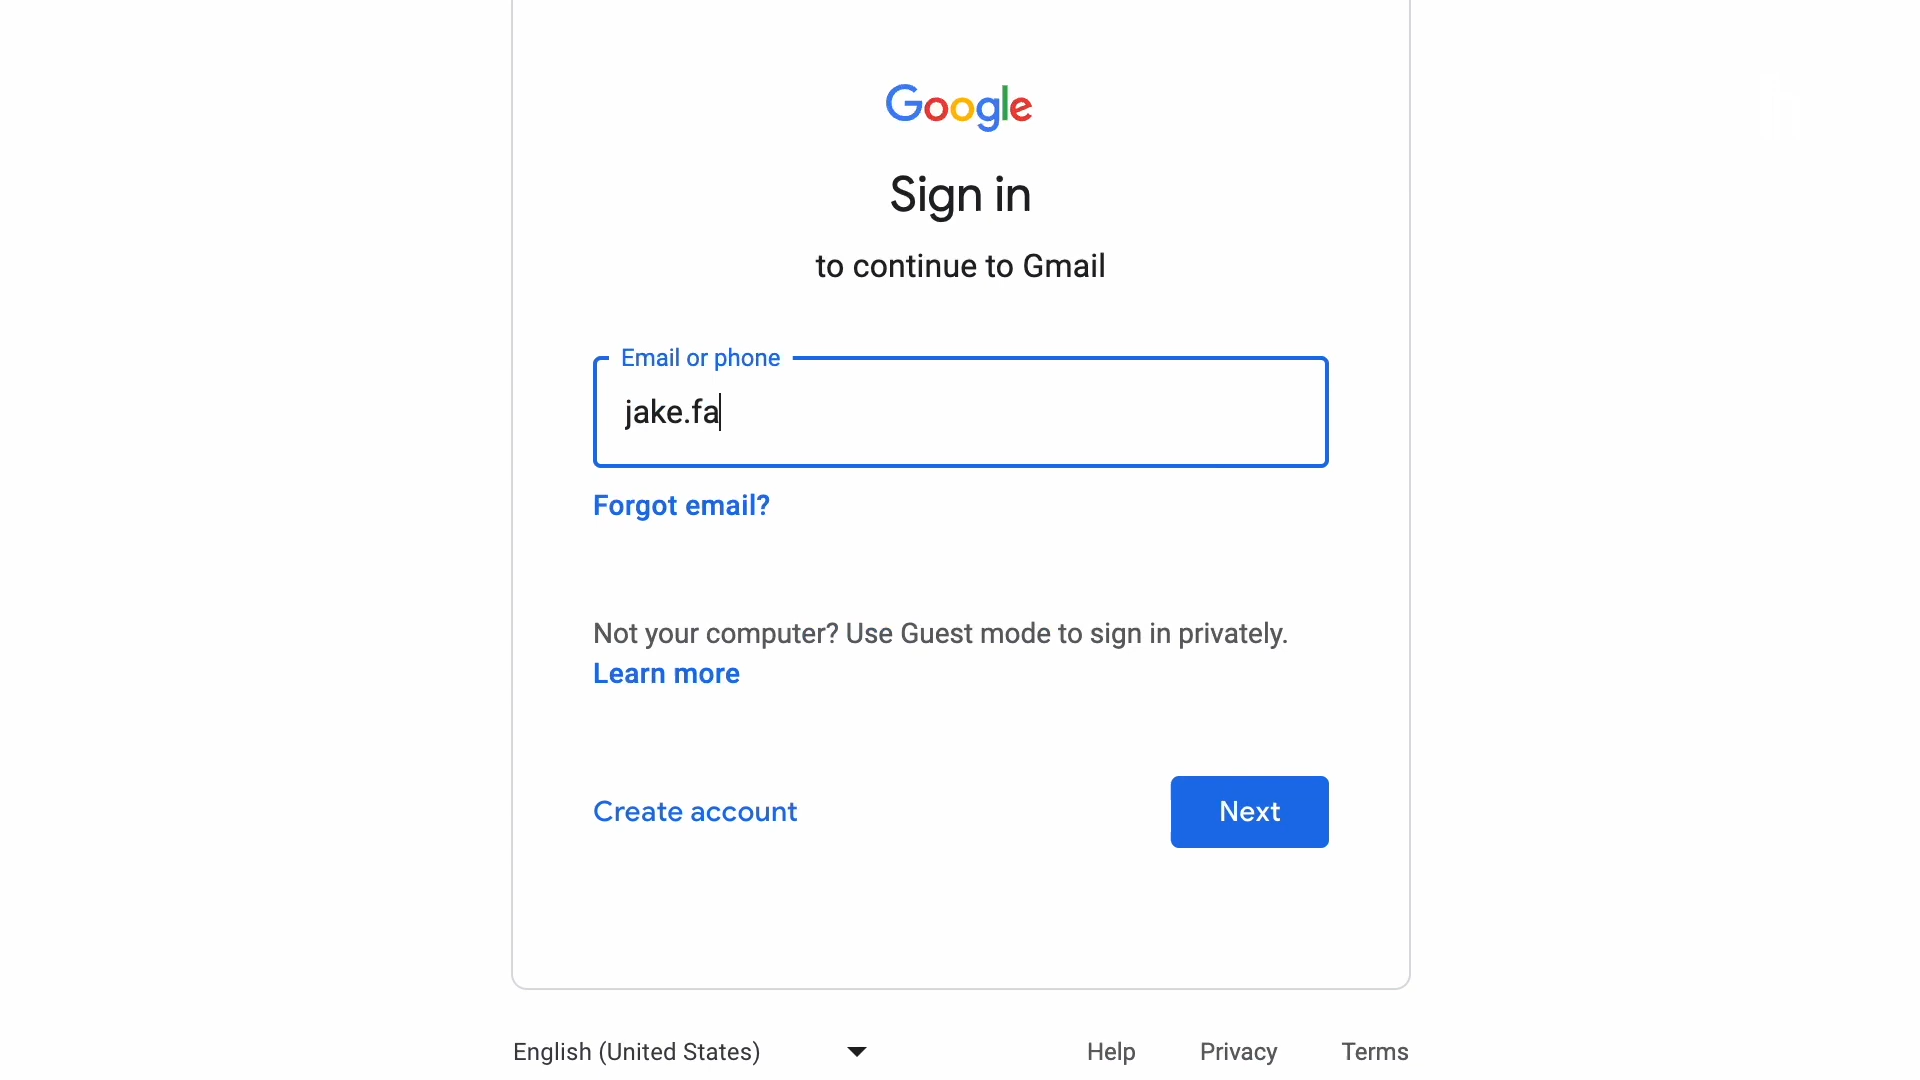 Google
Sign in
to continue to Gmail
Email or phone
jake.fa
Forgot email?
Not your computer? Use Guest mode to sign in privately.
Learn more
Create account
Next
English (United States)
Help
Privacy
Terms